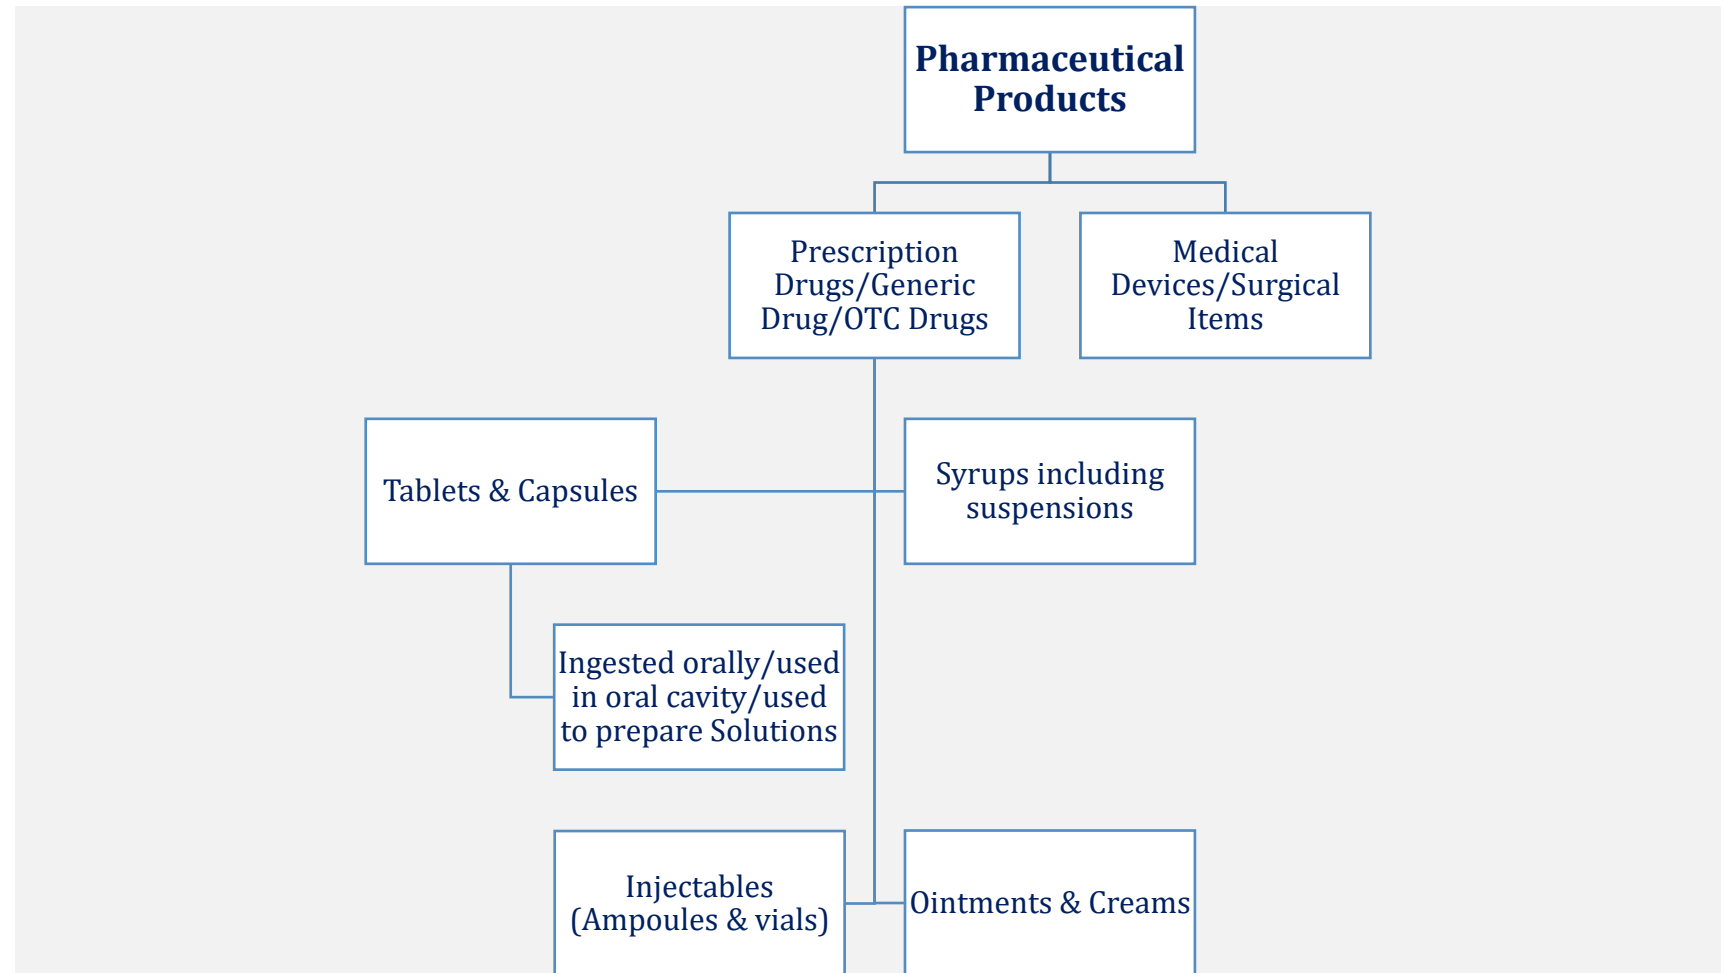 Pharmaceutical
Products
Prescription
Drugs/Generic
Drug/OTC Drugs
Medical
Devices/Surgical
Items
Tablets & Capsules
Syrups including
suspensions
Ingested orally/used
in oral cavity/used
to prepare Solutions
Injectables
(Ampoules & vials)
Ointments & Creams